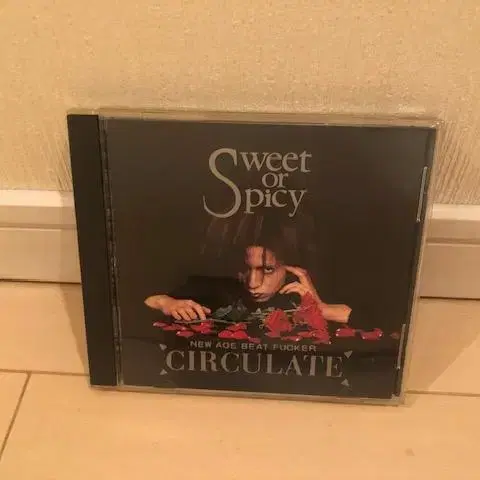 Sweet
or
Spicy
NEW AGE BEAT FUCKER
CIRCULATE